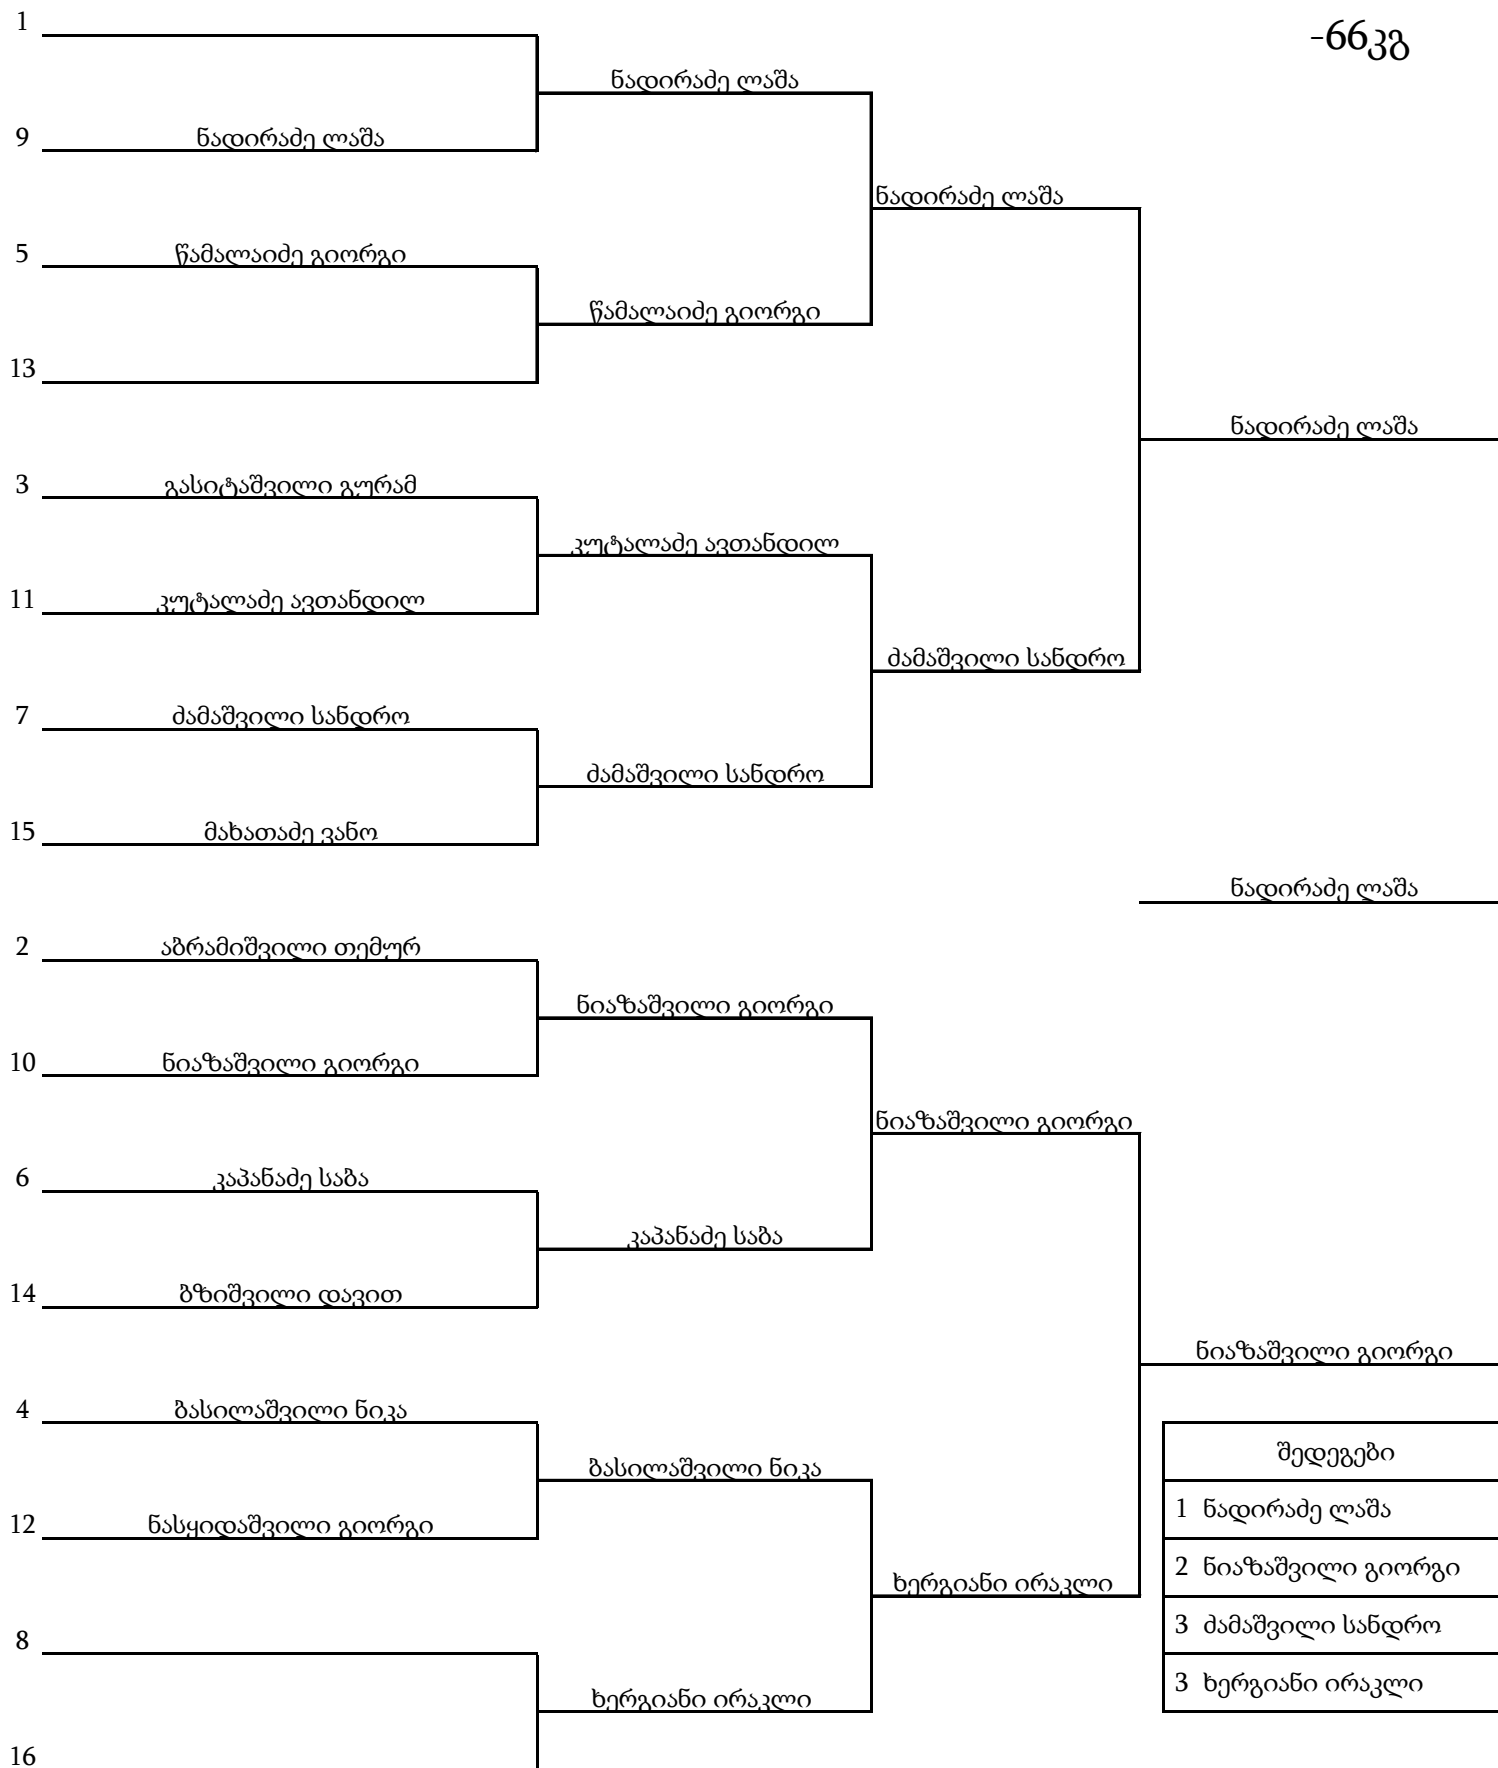 1
-66კგ
ნადირაძე ლაშა
9 ნადირაძე ლაშა
ნადირაძე ლაშა
5 წამალაიძე გიორგი
წამალაიძე გიორგი
13
ნადირაძე ლაშა
3 გასიტაშვილი გურამ
კუტალაძე ავთანდილ
11 კუტალაძე ავთანდილ
ძამაშვილი სანდრო
7 ძამაშვილი სანდრო
ძამაშვილი სანდრო
15 მახათაძე ვანო
ნადირაძე ლაშა
2 აბრამიშვილი თემურ
ნიაზაშვილი გიორგი
10 ნიაზაშვილი გიორგი
ნიაზაშვილი გიორგი
6 კაპანაძე საბა
კაპანაძე საბა
14 ბზიშვილი დავით
ნიაზაშვილი გიორგი
4 ბასილაშვილი ნიკა
შედეგები
ბასილაშვილი ნიკა
1 ნადირაძე ლაშა
12 ნასყიდაშვილი გიორგი
2 ნიაზაშვილი გიორგი
ხერგიანი ირაკლი
3 ძამაშვილი სანდრო
8
3 ხერგიანი ირაკლი
ხერგიანი ირაკლი
16